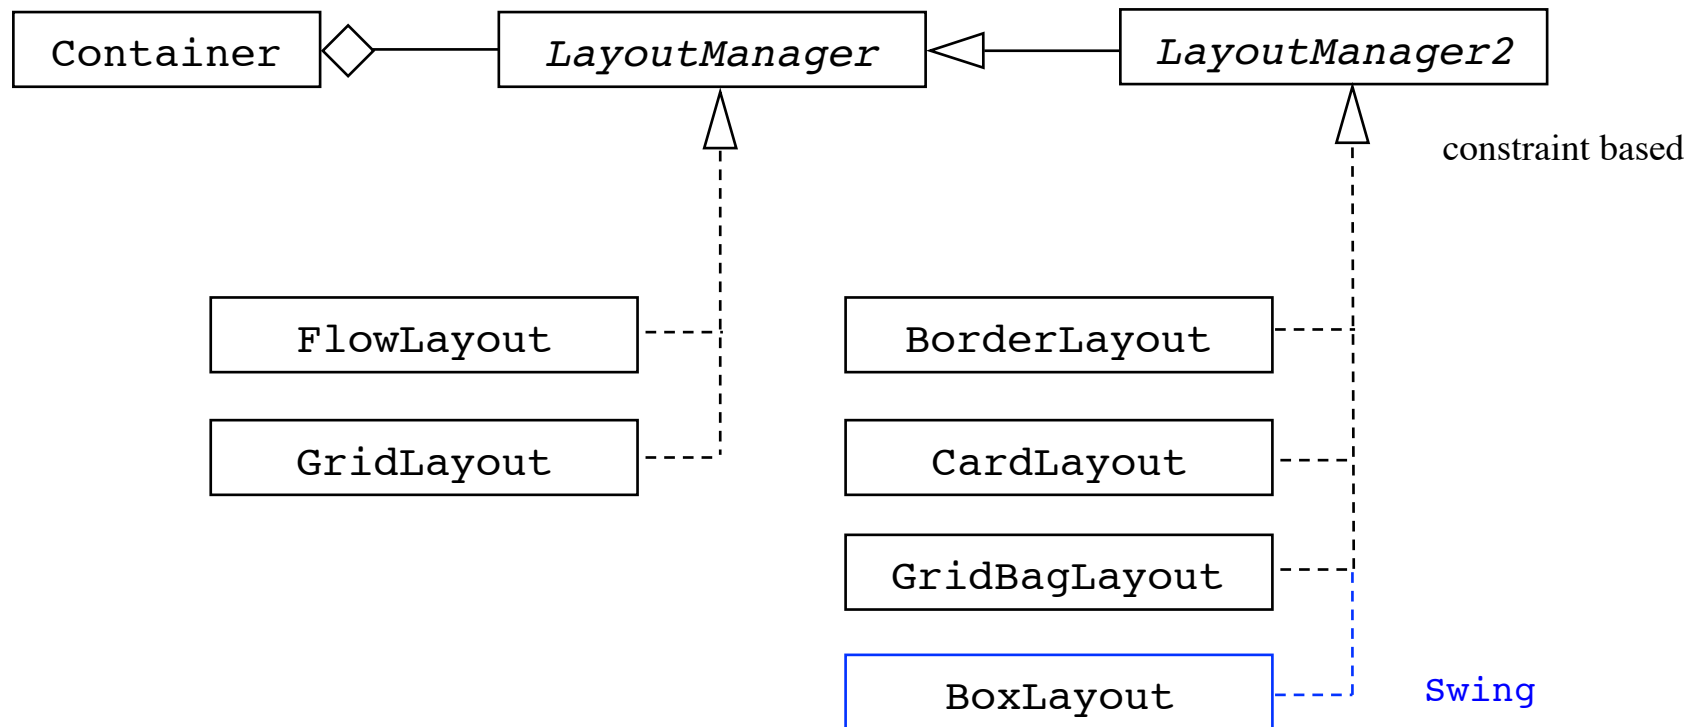 Container
LayoutManager
LayoutManager2
constraint based
FlowLayout
BorderLayout
GridLayout
CardLayout
GridBagLayout
BoxLayout
Swing